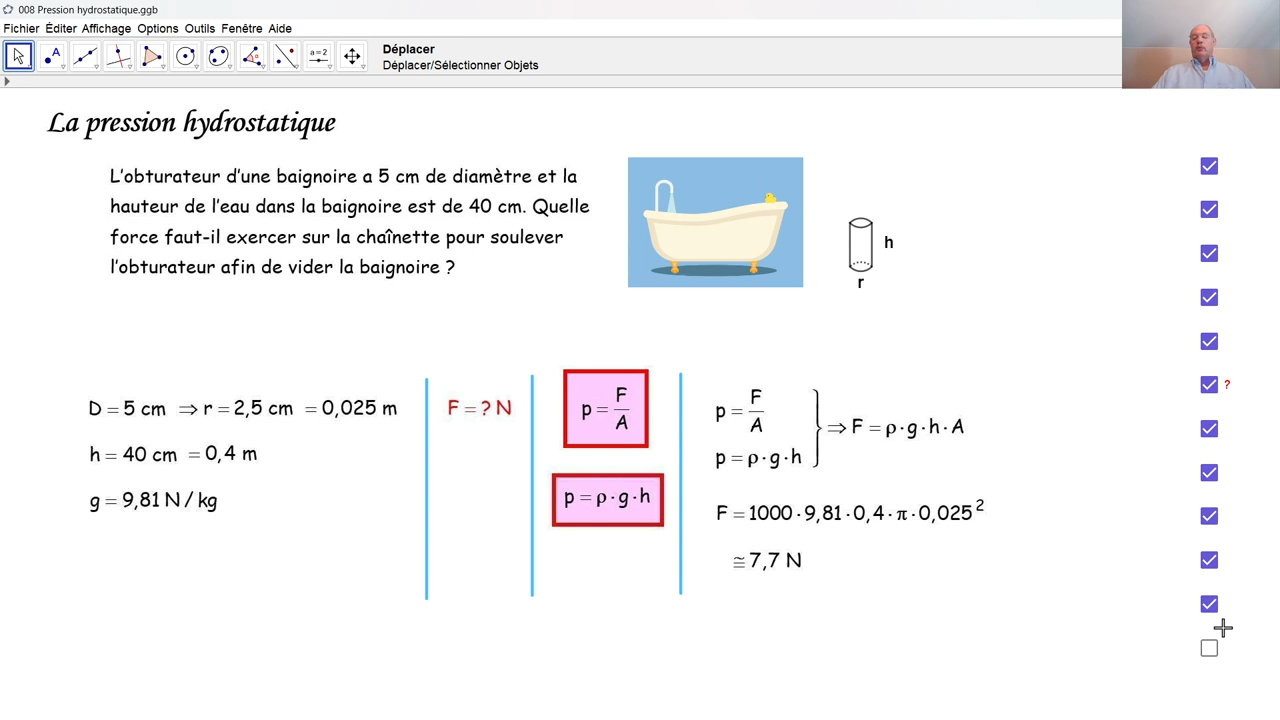 008 Pression hydrostatique.ggb
Fichier Éditer Affichage Options Outils Fenêtre Aide
A
a=2
Déplacer
Déplacer/Sélectionner Objets
La pression hydrostatique
L'obturateur d'une baignoire a 5 cm de diamètre et la
hauteur de l'eau dans la baignoire est de 40 cm. Quelle
force faut-il exercer sur la chaînette pour soulever
l'obturateur afin de vider la baignoire ?
h
r
?
D = 5 cm ⇒ r = 2,5 cm = 0,025 m
h = 40 cm = 0,4 m
g = 9,81 N / kg
F = ? N
p = F/A
p = ρ·g·h
p = F/A
p = ρ·g·h
⇒ F = ρ·g·h·A
F = 1000·9,81·0,4·π·0,025²
≅ 7,7 N